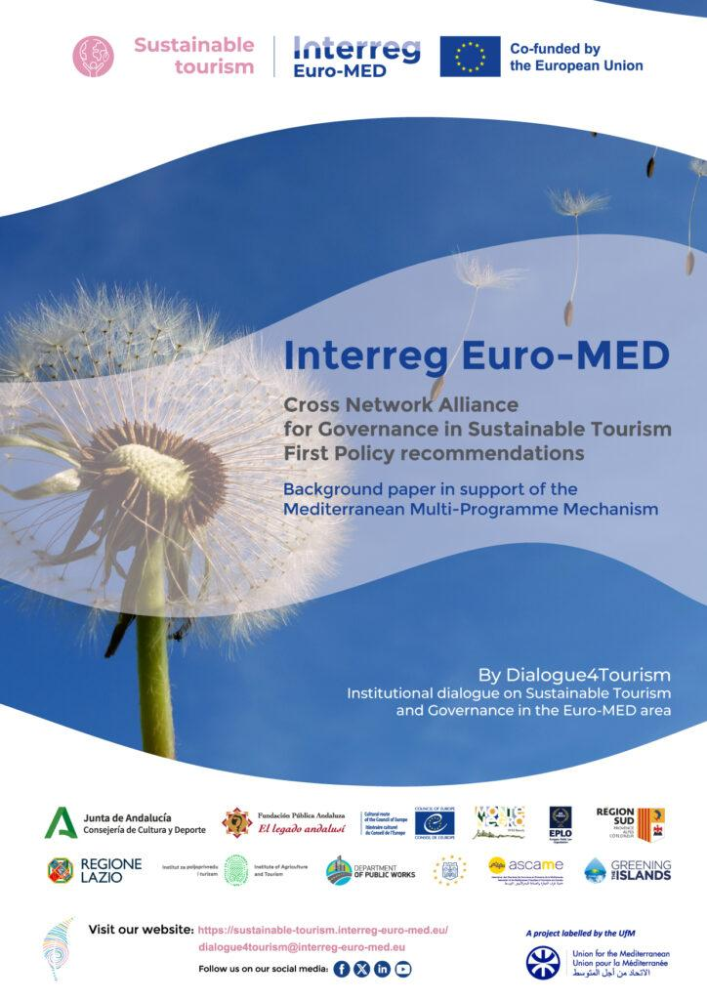 Sustainable
tourism
Interreg
Euro-MED
Co-funded by
the European Union
Interreg Euro-MED
Cross Network Alliance
for Governance in Sustainable Tourism
First Policy recommendations
Background paper in support of the
Mediterranean Multi-Programme Mechanism
By Dialogue4Tourism
Institutional dialogue on Sustainable Tourism
and Governance in the Euro-MED area
Junta de Andalucía
Consejería de Cultura y Deporte
Fundación Pública Andaluza
El legado andalusí
Cultural route
of the Council of Europe
Itinéraire culturel
du Conseil de l'Europe
COUNCIL OF EUROPE
CONSEIL DE L'EUROPE
EPLO
REGION
SUD
PROVENCE
ALPES
CÔTE D'AZUR
REGIONE
LAZIO
Institut za poljoprivredu
i turizam
Institute of Agriculture
and Tourism
DEPARTMENT
OF PUBLIC WORKS
ascame
GREENING
THE ISLANDS
Visit our website: https://sustainable-tourism.interreg-euro-med.eu/
dialogue4tourism@interreg-euro-med.eu
Follow us on our social media:
A project labelled by the UfM
Union for the Mediterranean
Union pour la Méditerranée
الاتحاد من أجل المتوسط